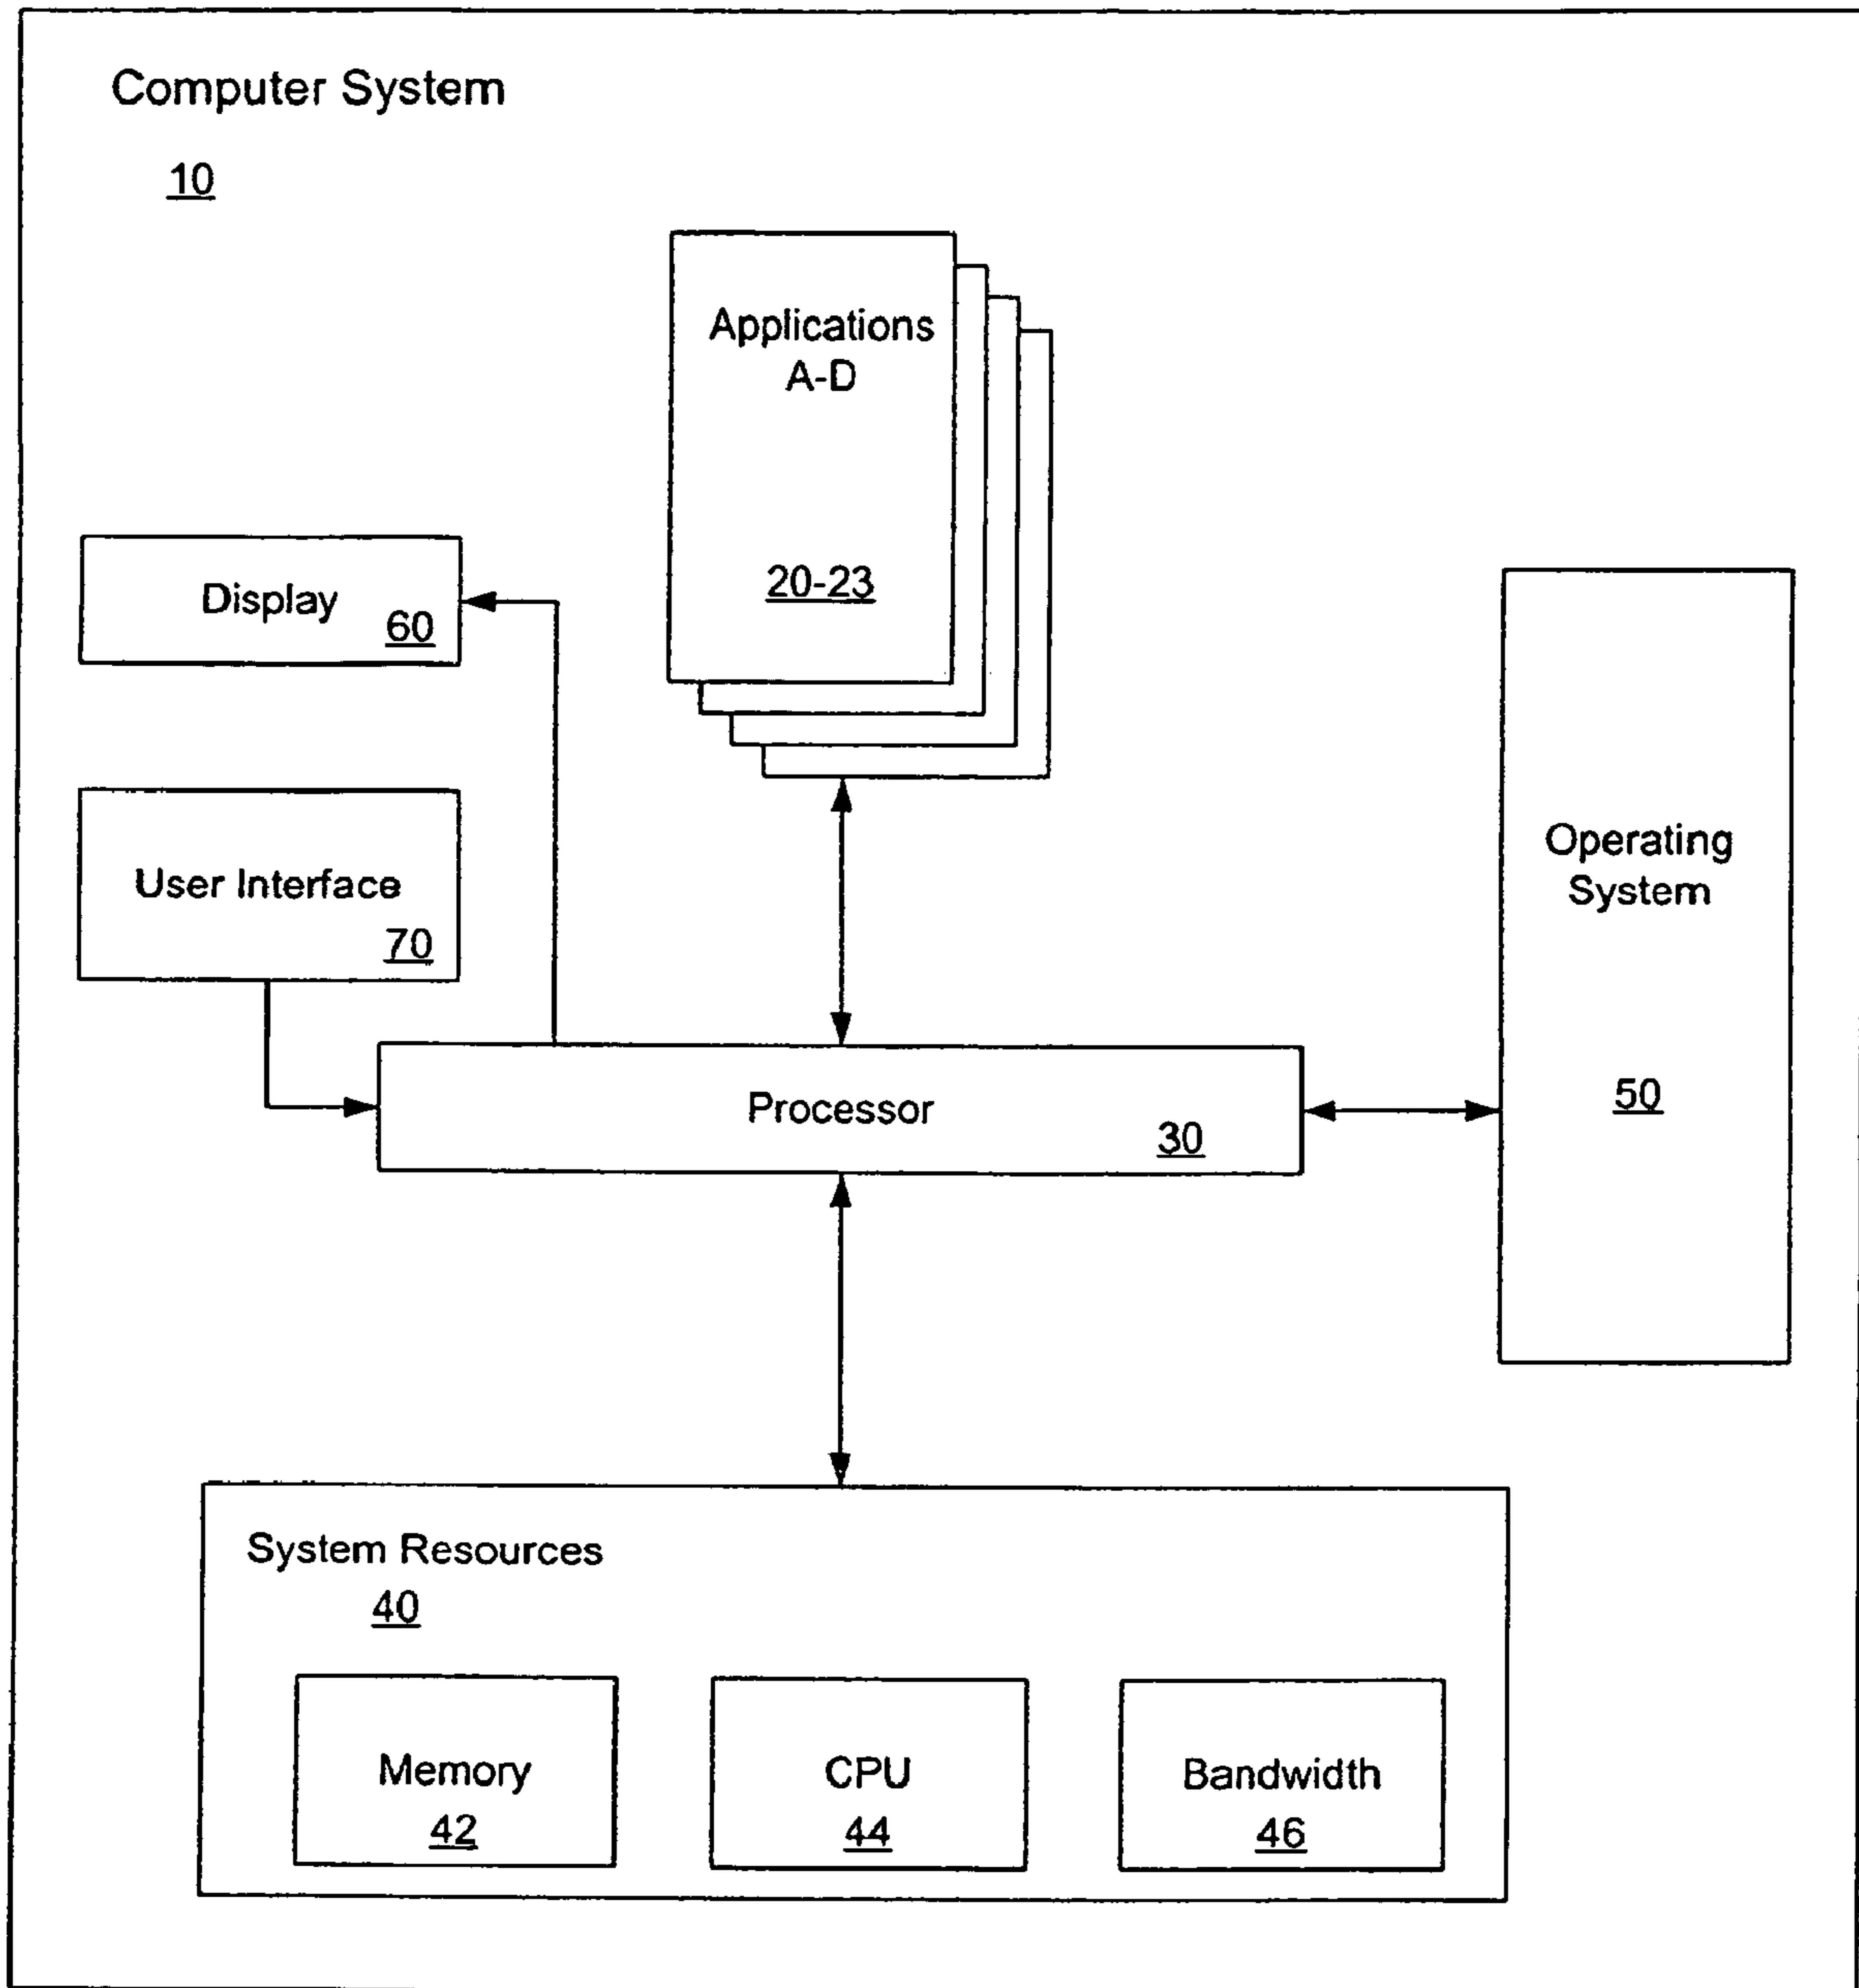 Computer System
10
Applications
A-D
20-23
Display
60
User Interface
70
Operating
System
50
Processor
30
System Resources
40
Memory
42
CPU
44
Bandwidth
46